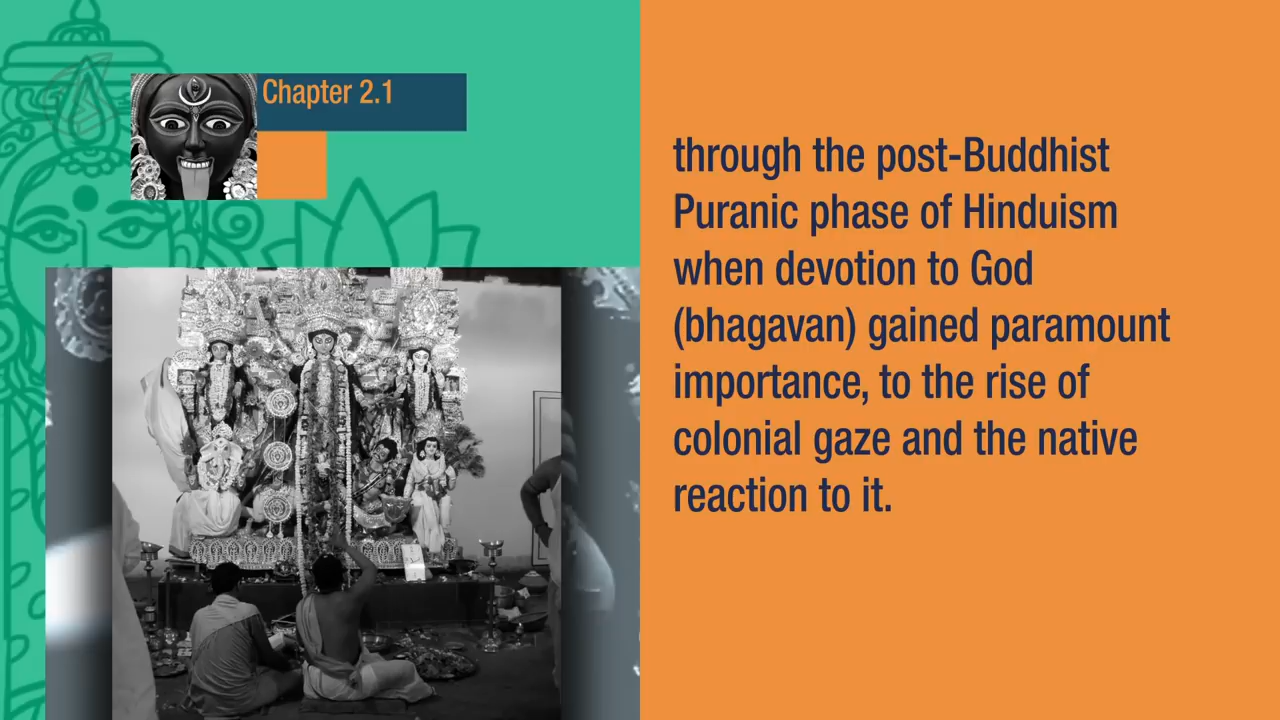 Chapter 2.1
through the post-Buddhist
Puranic phase of Hinduism
when devotion to God
(bhagavan) gained paramount
importance, to the rise of
colonial gaze and the native
reaction to it.